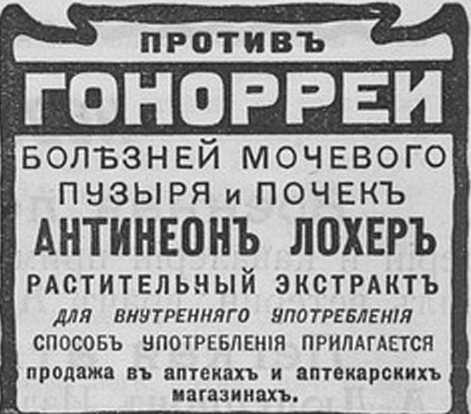 ПРОТИВЪ
ГОНОРРЕИ
БОЛѢЗНЕЙ МОЧЕВОГО
ПУЗЫРЯ и ПОЧЕКЪ
АНТИНЕОНЪ ЛОХЕРЪ
РАСТИТЕЛЬНЫЙ ЭКСТРАКТЪ
ДЛЯ ВНУТРЕННЯГО УПОТРЕБЛЕНІЯ
СПОСОБЪ УПОТРЕБЛЕНІЯ ПРИЛАГАЕТСЯ
продажа въ аптекахъ и аптекарскихъ
магазинахъ.